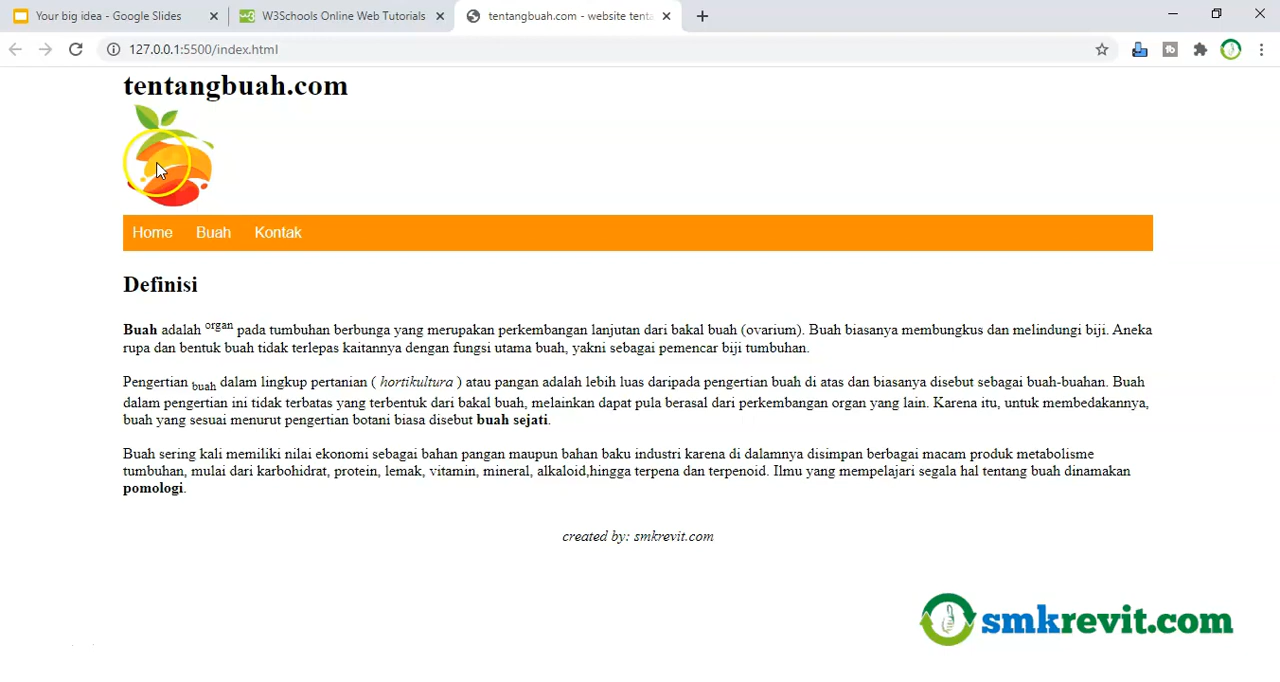 Your big idea - Google Slides
W3Schools Online Web Tutorials
tentangbuah.com - website tenta
127.0.0.1:5500/index.html
tentangbuah.com
Home Buah Kontak
Definisi
Buah adalah organ pada tumbuhan berbunga yang merupakan perkembangan lanjutan dari bakal buah (ovarium). Buah biasanya membungkus dan melindungi biji. Aneka
rupa dan bentuk buah tidak terlepas kaitannya dengan fungsi utama buah, yakni sebagai pemencar biji tumbuhan.
Pengertian buah dalam lingkup pertanian ( hortikultura ) atau pangan adalah lebih luas daripada pengertian buah di atas dan biasanya disebut sebagai buah-buahan. Buah
dalam pengertian ini tidak terbatas yang terbentuk dari bakal buah, melainkan dapat pula berasal dari perkembangan organ yang lain. Karena itu, untuk membedakannya,
buah yang sesuai menurut pengertian botani biasa disebut buah sejati.
Buah sering kali memiliki nilai ekonomi sebagai bahan pangan maupun bahan baku industri karena di dalamnya disimpan berbagai macam produk metabolisme
tumbuhan, mulai dari karbohidrat, protein, lemak, vitamin, mineral, alkaloid,hingga terpena dan terpenoid. Ilmu yang mempelajari segala hal tentang buah dinamakan
pomologi.
created by: smkrevit.com
smkrevit.com